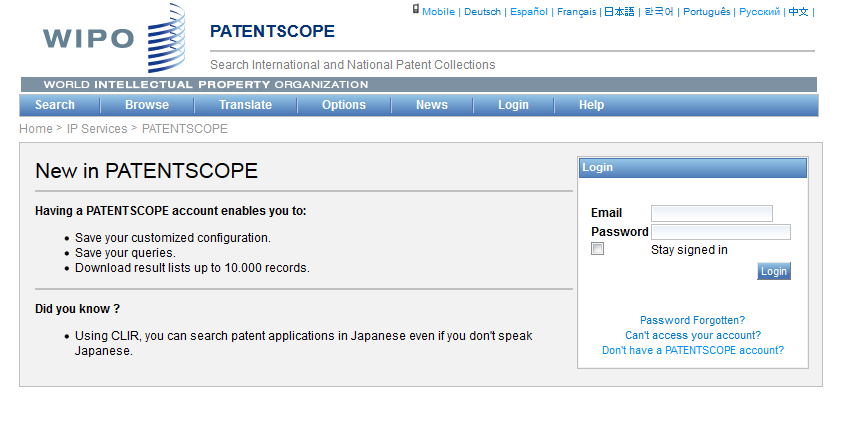 Mobile | Deutsch | Español | Français | 日本語 | 한국어 | Português | Русский | 中文 |
WIPO
PATENTSCOPE
Search International and National Patent Collections
WORLD INTELLECTUAL PROPERTY ORGANIZATION
Search Browse Translate Options News Login Help
Home > IP Services > PATENTSCOPE
New in PATENTSCOPE
Having a PATENTSCOPE account enables you to:
• Save your customized configuration.
• Save your queries.
• Download result lists up to 10.000 records.
Did you know ?
• Using CLIR, you can search patent applications in Japanese even if you don't speak
Japanese.
Login
Email
Password
Stay signed in
Login
Password Forgotten?
Can't access your account?
Don't have a PATENTSCOPE account?